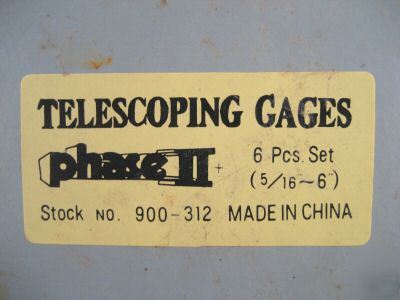 TELESCOPING GAGES
phase II+ 6 Pcs. Set
(5/16~6")
Stock NO. 900-312 MADE IN CHINA